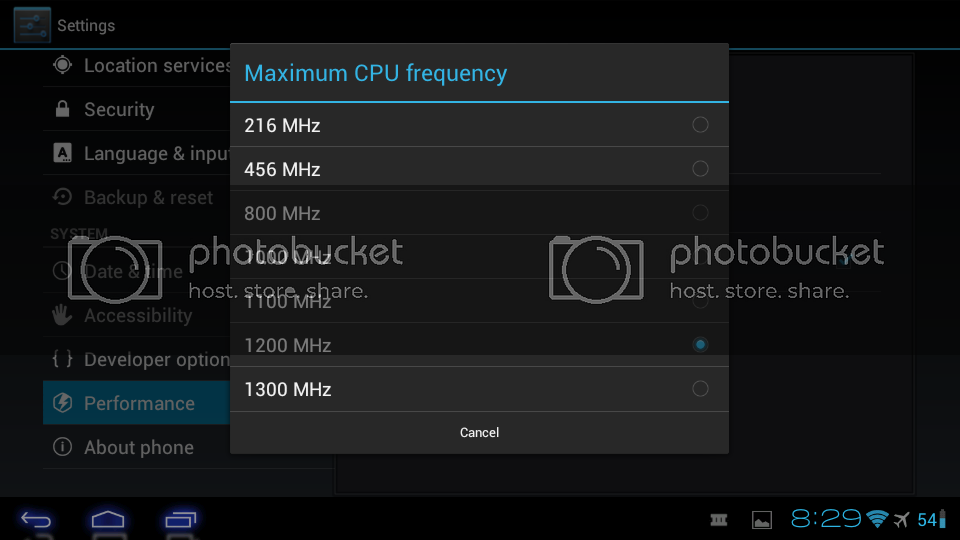 Settings
Location services
Security
Language & inpu
Backup & reset
SYSTEM
Date & time
Accessibility
{ } Developer option
Performance
About phone
Maximum CPU frequency
216 MHz
456 MHz
800 MHz
1000 MHz
1100 MHz
1200 MHz
1300 MHz
Cancel
photobucket
host. store. share.
photobucket
host. store. share.
8:29
54